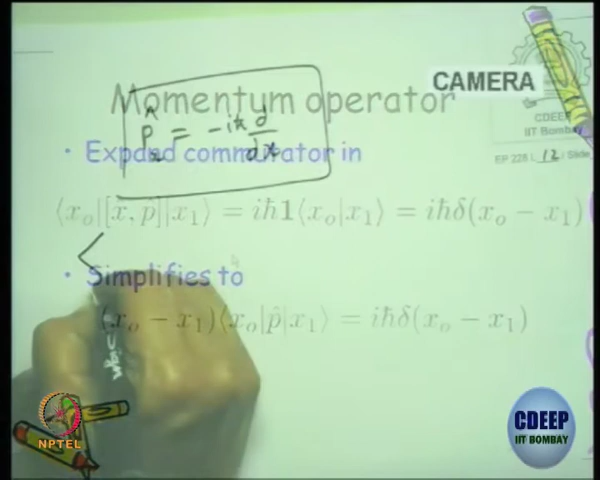 CAMERA
Momentum operator
CDEEP
IIT Bombay
EP 228 L 12 / Slide
p̂ₓ = -iħ d/dx
• Expand commutator in
⟨x₀|[x̂, p̂]|x₁⟩ = iħ1⟨x₀|x₁⟩ = iħδ(x₀ − x₁)
• Simplifies to
(x₀ − x₁)⟨x₀|p̂|x₁⟩ = iħδ(x₀ − x₁)
NPTEL
CDEEP
IIT BOMBAY